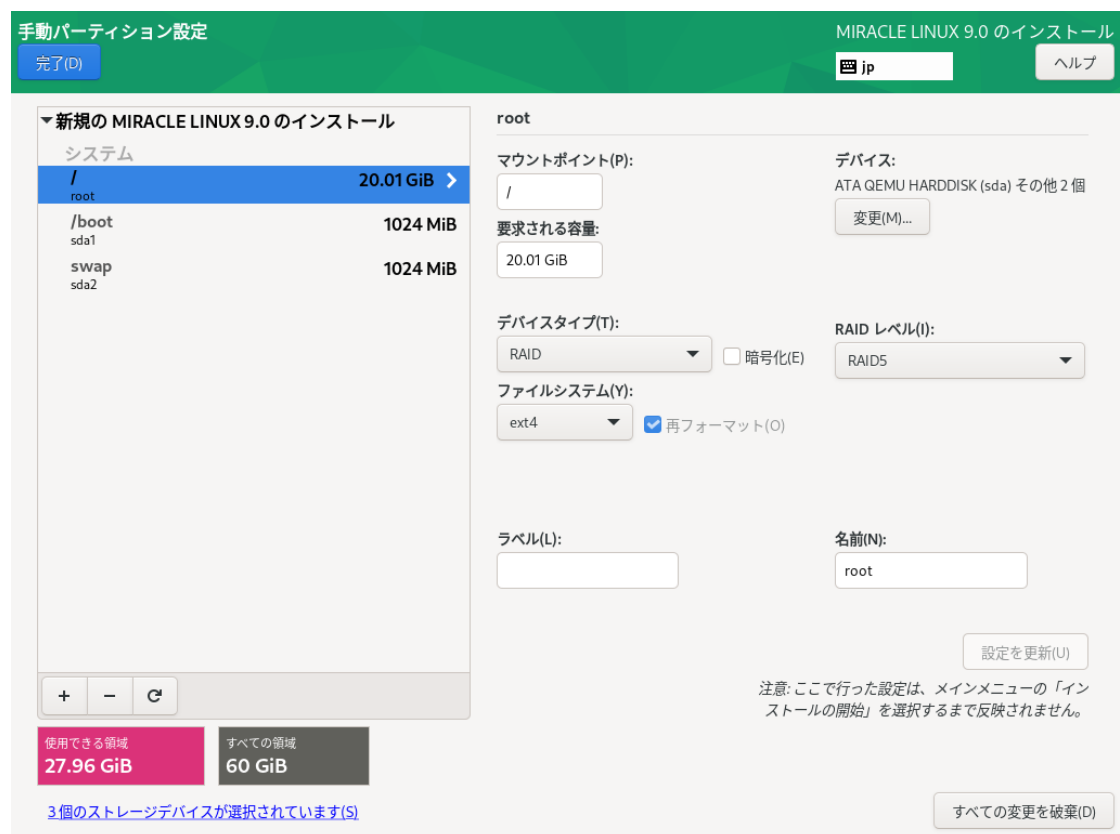 手動パーティション設定
MIRACLE LINUX 9.0 のインストール
完了(D)
jp
ヘルプ
新規の MIRACLE LINUX 9.0 のインストール
システム
/
20.01 GiB
root
/boot
1024 MiB
sda1
swap
1024 MiB
sda2
root
マウントポイント(P):
/
要求される容量:
20.01 GiB
デバイス:
ATA QEMU HARDDISK (sda) その他 2 個
変更(M)...
デバイスタイプ(T):
RAID
暗号化(E)
RAID レベル(I):
RAID5
ファイルシステム(Y):
ext4
再フォーマット(O)
ラベル(L):
名前(N):
root
設定を更新(U)
注意: ここで行った設定は、メインメニューの「イン
ストールの開始」を選択するまで反映されません。
使用できる領域
27.96 GiB
すべての領域
60 GiB
3 個のストレージデバイスが選択されています(S)
すべての変更を破棄(D)